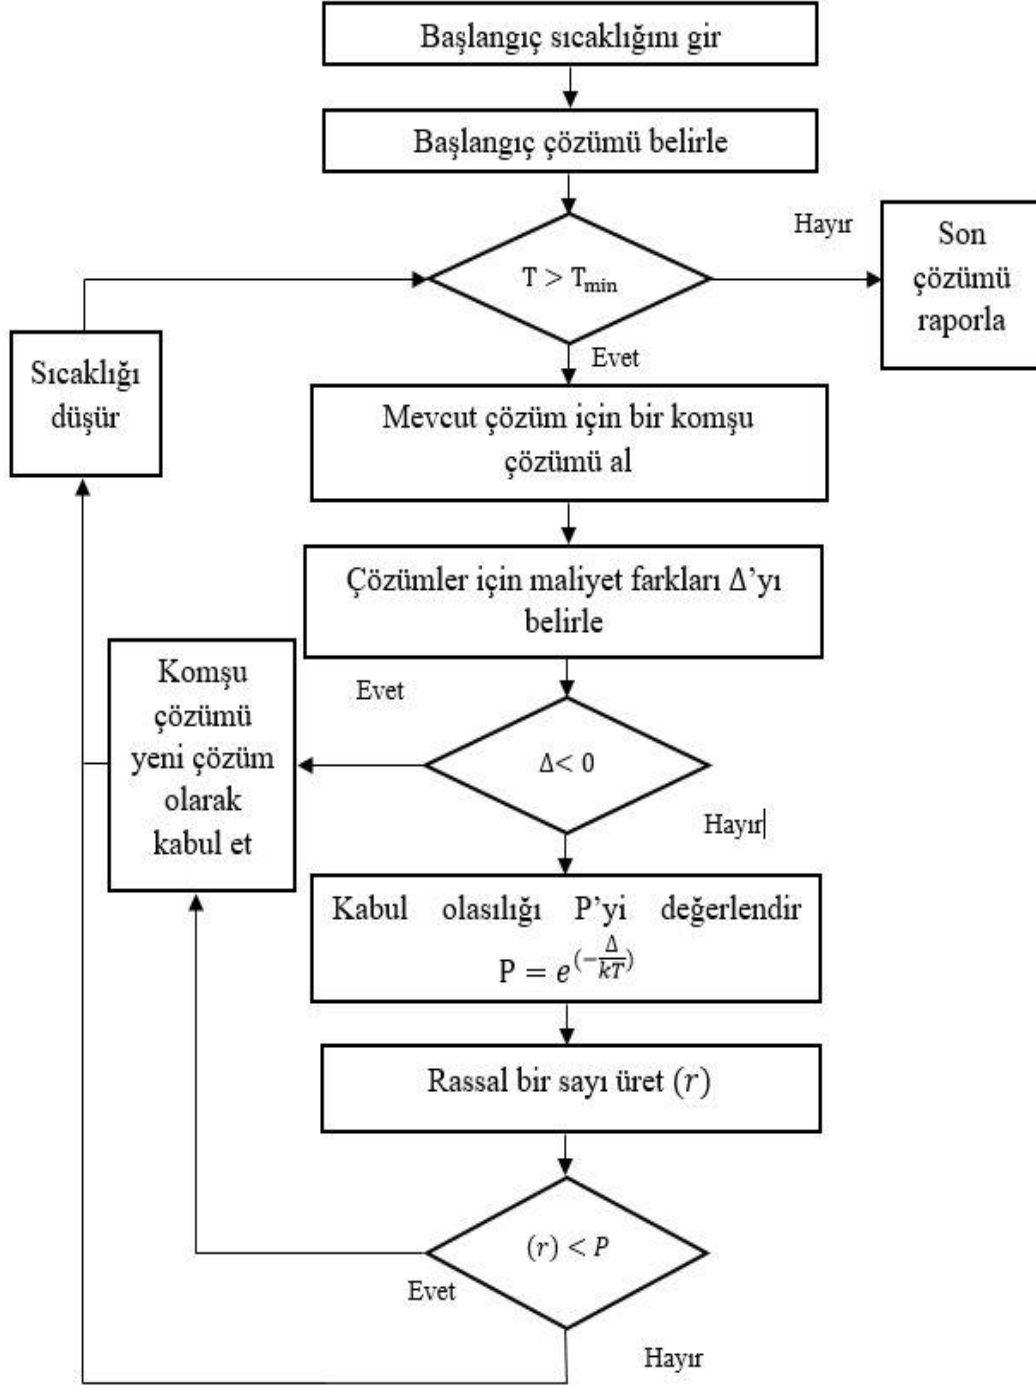 Başlangıç sıcaklığını gir
Başlangıç çözümü belirle
Hayır
T > Tmin
Son
çözümü
raporla
Evet
Sıcaklığı
düşür
Mevcut çözüm için bir komşu
çözümü al
Çözümler için maliyet farkları Δ'yı
belirle
Evet
Komşu
çözümü
yeni çözüm
olarak
kabul et
Δ< 0
Hayır
Kabul olasılığı P'yi değerlendir
P = e^(-Δ/kT)
Rassal bir sayı üret (r)
(r) < P
Evet
Hayır